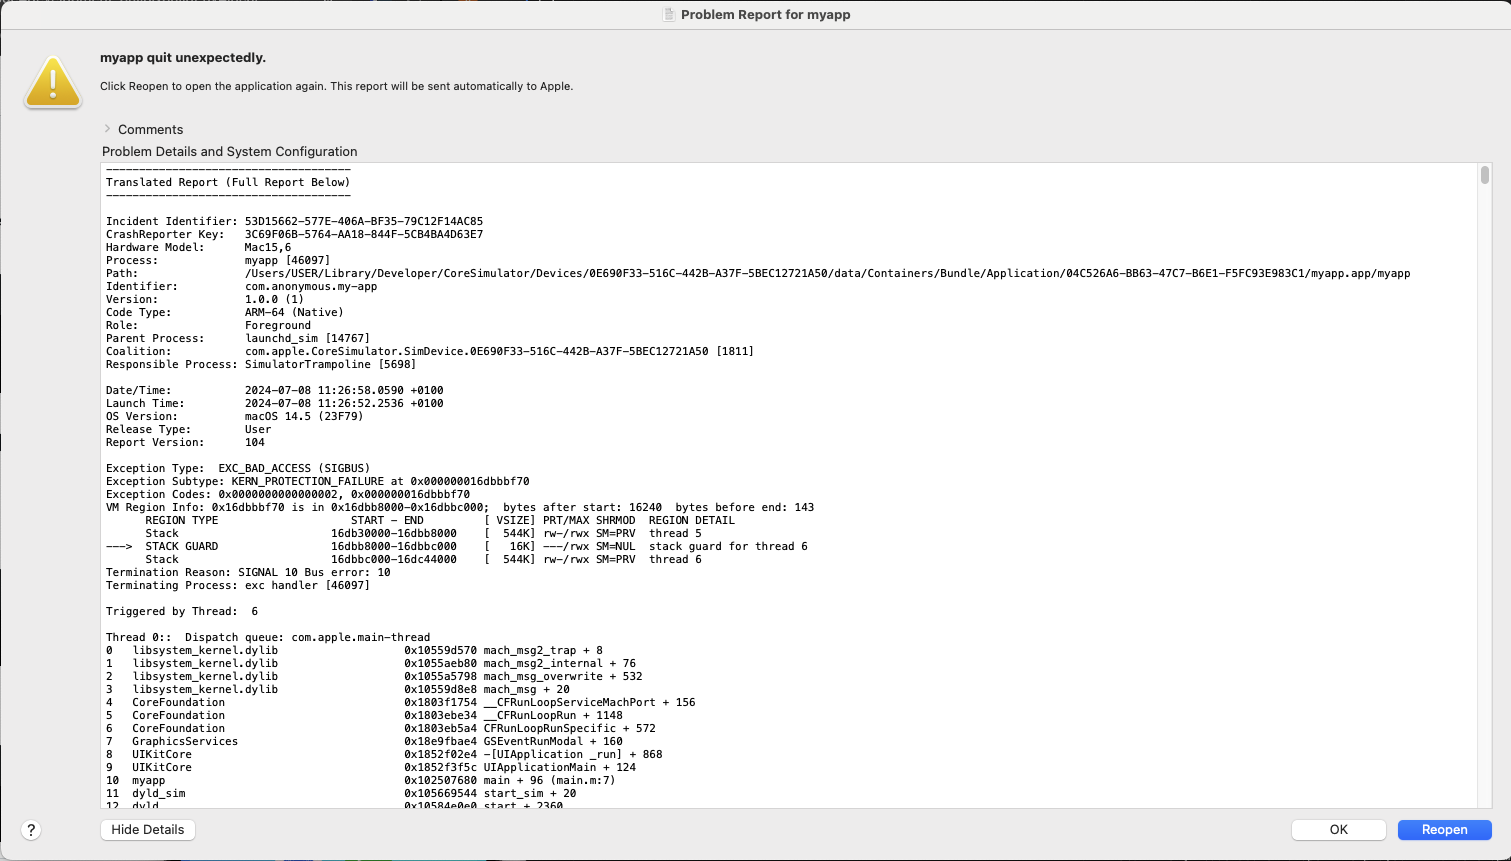 Problem Report for myapp
myapp quit unexpectedly.
Click Reopen to open the application again. This report will be sent automatically to Apple.
Comments
Problem Details and System Configuration
-------------------------------------
Translated Report (Full Report Below)
-------------------------------------
Incident Identifier: 53D15662-577E-406A-BF35-79C12F14AC85
CrashReporter Key:   3C69F06B-5764-AA18-844F-5CB4BA4D63E7
Hardware Model:      Mac15,6
Process:             myapp [46097]
Path:                /Users/USER/Library/Developer/CoreSimulator/Devices/0E690F33-516C-442B-A37F-5BEC12721A50/data/Containers/Bundle/Application/04C526A6-BB63-47C7-B6E1-F5FC93E983C1/myapp.app/myapp
Identifier:          com.anonymous.my-app
Version:             1.0.0 (1)
Code Type:           ARM-64 (Native)
Role:                Foreground
Parent Process:      launchd_sim [14767]
Coalition:           com.apple.CoreSimulator.SimDevice.0E690F33-516C-442B-A37F-5BEC12721A50 [1811]
Responsible Process: SimulatorTrampoline [5698]
Date/Time:           2024-07-08 11:26:58.0590 +0100
Launch Time:         2024-07-08 11:26:52.2536 +0100
OS Version:          macOS 14.5 (23F79)
Release Type:        User
Report Version:      104
Exception Type:  EXC_BAD_ACCESS (SIGBUS)
Exception Subtype: KERN_PROTECTION_FAILURE at 0x000000016dbbbf70
Exception Codes: 0x0000000000000002, 0x000000016dbbbf70
VM Region Info: 0x16dbbbf70 is in 0x16dbb8000-0x16dbbc000;  bytes after start: 16240  bytes before end: 143
REGION TYPE                    START - END         [ VSIZE] PRT/MAX SHRMOD  REGION DETAIL
Stack                       16db30000-16dbb8000    [  544K] rw-/rwx SM=PRV  thread 5
--->  STACK GUARD                 16dbb8000-16dbbc000    [   16K] ---/rwx SM=NUL  stack guard for thread 6
Stack                       16dbbc000-16dc44000    [  544K] rw-/rwx SM=PRV  thread 6
Termination Reason: SIGNAL 10 Bus error: 10
Terminating Process: exc handler [46097]
Triggered by Thread:  6
Thread 0::  Dispatch queue: com.apple.main-thread
0   libsystem_kernel.dylib                   0x10559d570 mach_msg2_trap + 8
1   libsystem_kernel.dylib                   0x1055aeb80 mach_msg2_internal + 76
2   libsystem_kernel.dylib                   0x1055a5798 mach_msg_overwrite + 532
3   libsystem_kernel.dylib                   0x10559d8e8 mach_msg + 20
4   CoreFoundation                           0x1803f1754 __CFRunLoopServiceMachPort + 156
5   CoreFoundation                           0x1803ebe34 __CFRunLoopRun + 1148
6   CoreFoundation                           0x1803eb5a4 CFRunLoopRunSpecific + 572
7   GraphicsServices                         0x18e9fbae4 GSEventRunModal + 160
8   UIKitCore                                0x1852f02e4 -[UIApplication _run] + 868
9   UIKitCore                                0x1852f3f5c UIApplicationMain + 124
10  myapp                                    0x102507680 main + 96 (main.m:7)
11  dyld_sim                                 0x105669544 start_sim + 20
12  dyld                                     0x10584e0e0 start + 2360
?
Hide Details
OK
Reopen